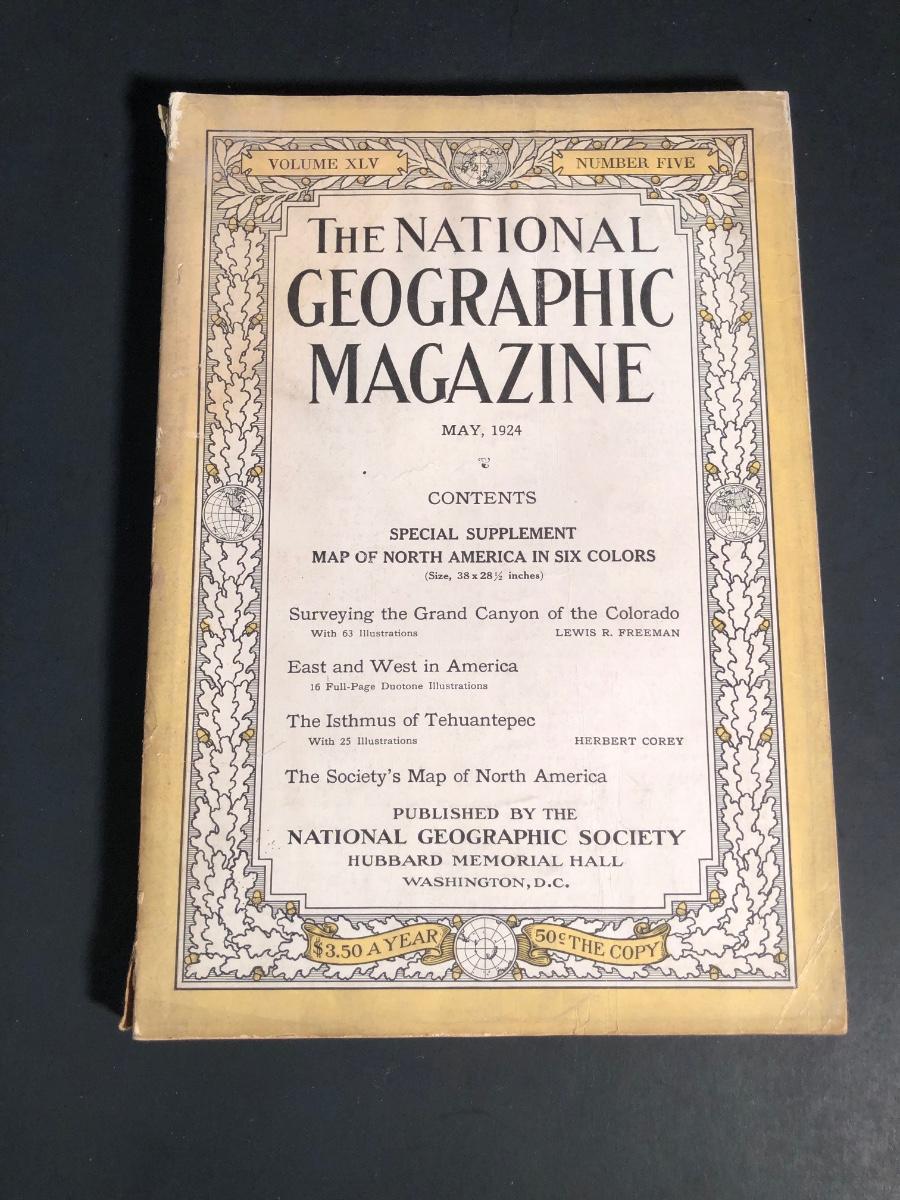 VOLUME XLV
NUMBER FIVE
THE NATIONAL
GEOGRAPHIC
MAGAZINE
MAY, 1924
CONTENTS
SPECIAL SUPPLEMENT
MAP OF NORTH AMERICA IN SIX COLORS
(Size, 38 x 28½ inches)
Surveying the Grand Canyon of the Colorado
With 63 Illustrations LEWIS R. FREEMAN
East and West in America
16 Full-Page Duotone Illustrations
The Isthmus of Tehuantepec
With 25 Illustrations HERBERT COREY
The Society's Map of North America
PUBLISHED BY THE
NATIONAL GEOGRAPHIC SOCIETY
HUBBARD MEMORIAL HALL
WASHINGTON, D.C.
$3.50 A YEAR
50¢ THE COPY